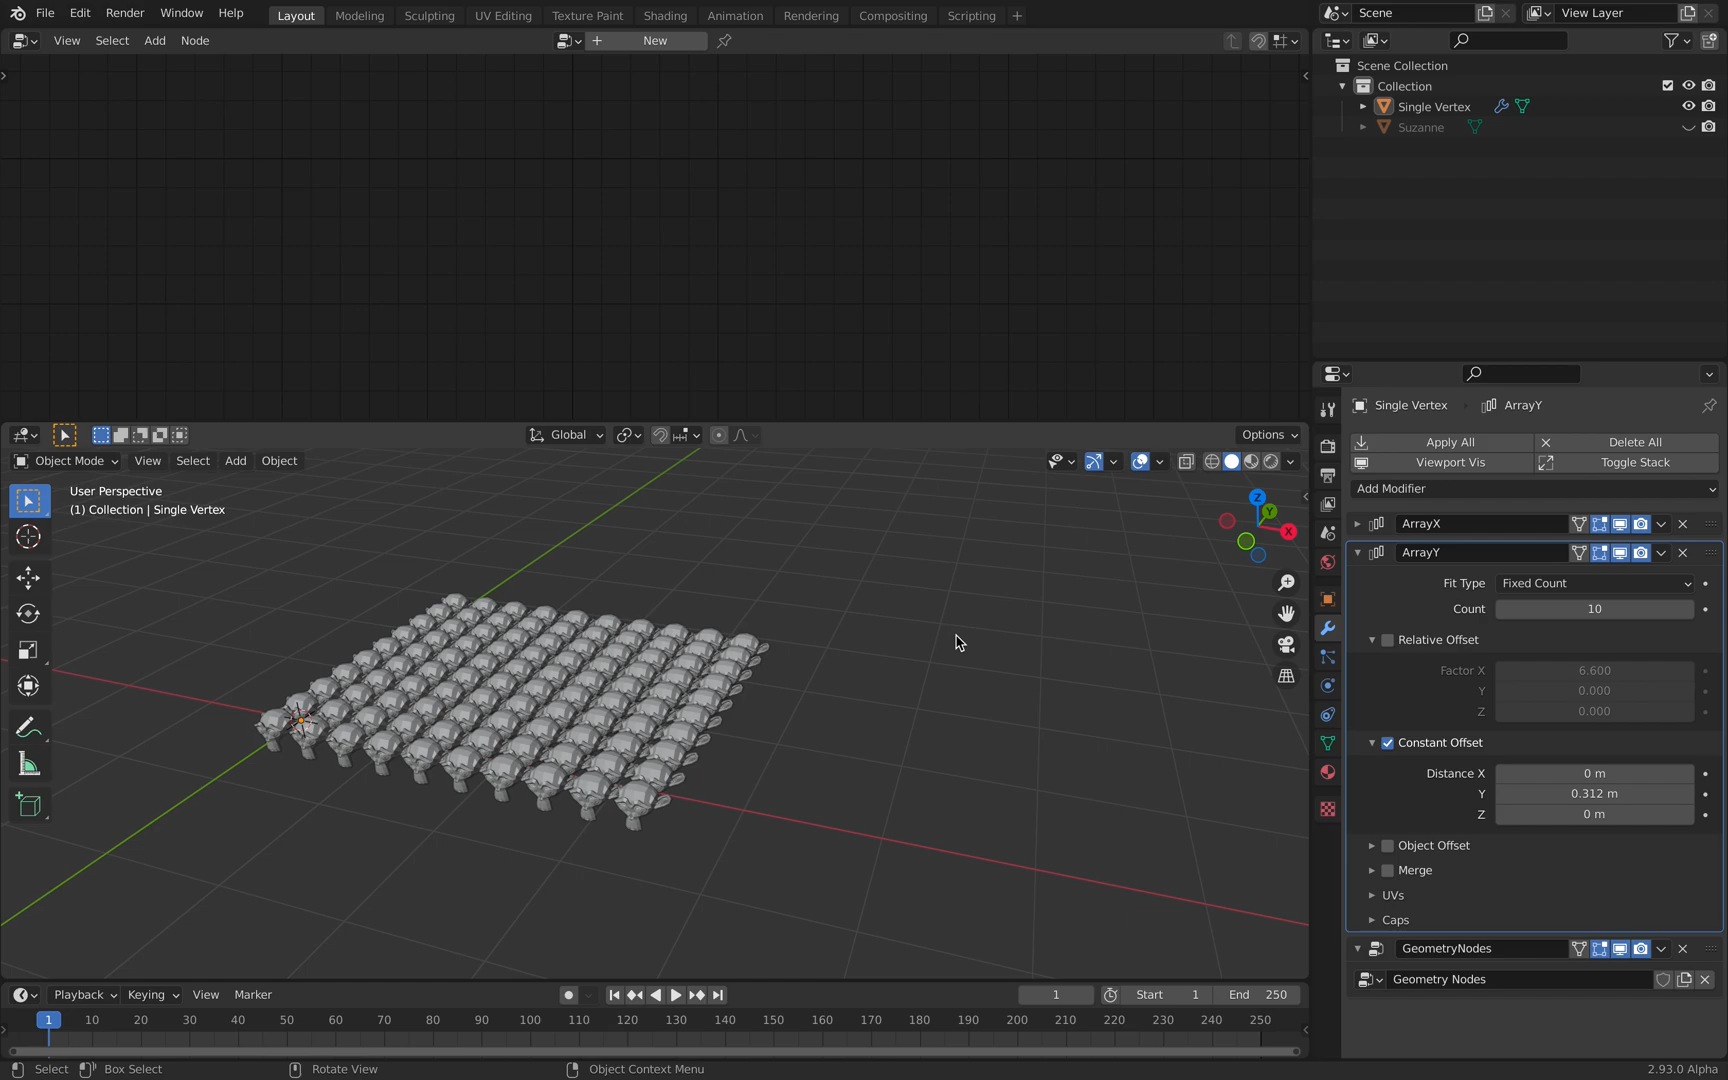 File Edit Render Window Help Layout Modeling Sculpting UV Editing Texture Paint Shading Animation Rendering Compositing Scripting + Scene View Layer
View Select Add Node + New
Scene Collection
Collection
Single Vertex
Suzanne
Single Vertex ArrayY
Apply All Delete All
Viewport Vis Toggle Stack
Add Modifier
ArrayX
ArrayY
Fit Type Fixed Count
Count 10
Relative Offset
Factor X 6.600
Y 0.000
Z 0.000
Constant Offset
Distance X 0 m
Y 0.312 m
Z 0 m
Object Offset
Merge
UVs
Caps
GeometryNodes
Geometry Nodes
Global Options
Object Mode View Select Add Object
User Perspective
(1) Collection | Single Vertex
Z
Y
X
Playback Keying View Marker 1 Start 1 End 250
1 10 20 30 40 50 60 70 80 90 100 110 120 130 140 150 160 170 180 190 200 210 220 230 240 250
Select Box Select Rotate View Object Context Menu 2.93.0 Alpha